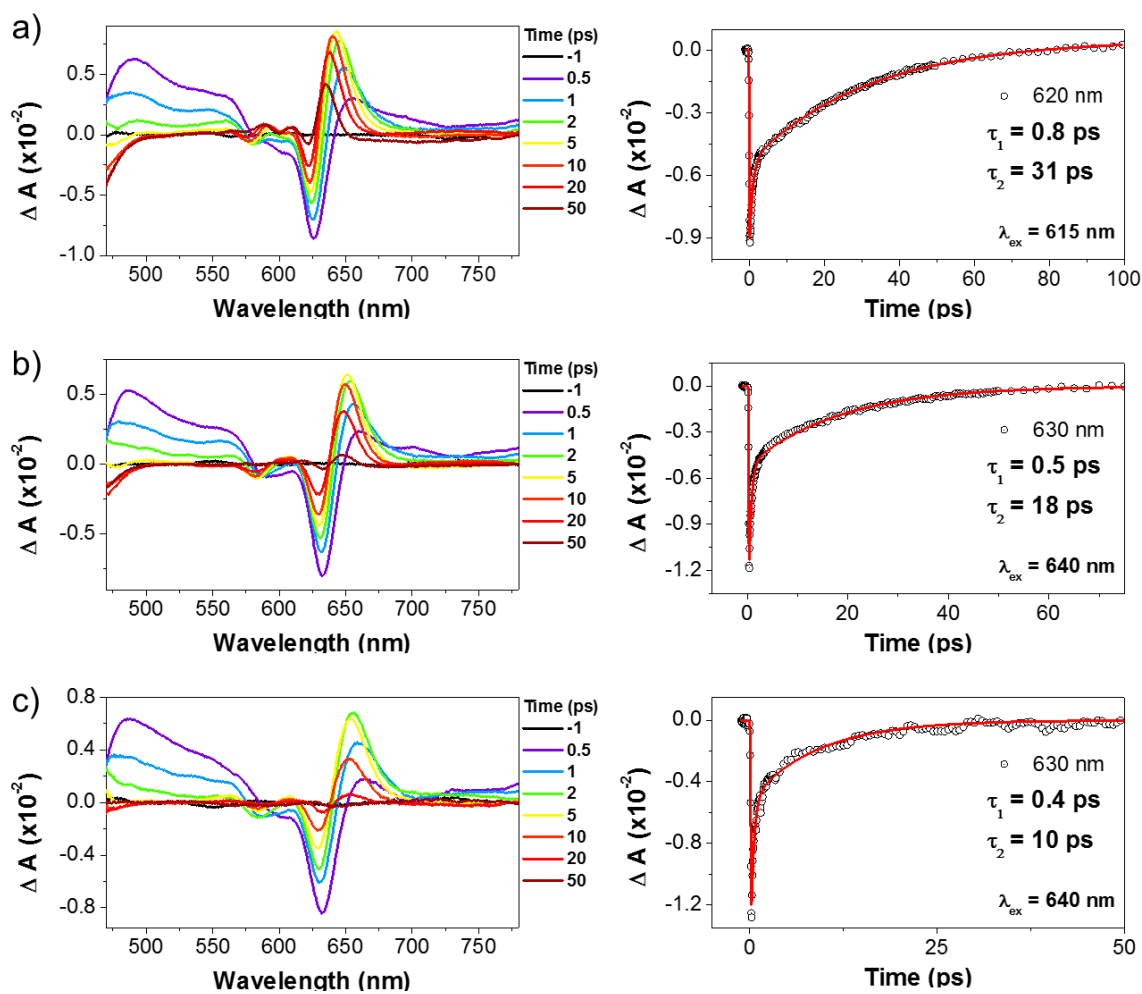 a)
Time (ps)
-1
0.5
1
2
5
10
20
50
0.5
0.0
-0.5
-1.0
Δ A (x10⁻²)
500 550 600 650 700 750
Wavelength (nm)
0.0
-0.3
-0.6
-0.9
Δ A (x10⁻²)
620 nm
τ₁ = 0.8 ps
τ₂ = 31 ps
λₑₓ = 615 nm
0 20 40 60 80 100
Time (ps)
b)
Time (ps)
-1
0.5
1
2
5
10
20
50
0.5
0.0
-0.5
Δ A (x10⁻²)
500 550 600 650 700 750
Wavelength (nm)
0.0
-0.3
-0.6
-0.9
-1.2
Δ A (x10⁻²)
630 nm
τ₁ = 0.5 ps
τ₂ = 18 ps
λₑₓ = 640 nm
0 20 40 60
Time (ps)
c)
Time (ps)
-1
0.5
1
2
5
10
20
50
0.8
0.4
0.0
-0.4
-0.8
Δ A (x10⁻²)
500 550 600 650 700 750
Wavelength (nm)
0.0
-0.4
-0.8
-1.2
Δ A (x10⁻²)
630 nm
τ₁ = 0.4 ps
τ₂ = 10 ps
λₑₓ = 640 nm
0 25 50
Time (ps)